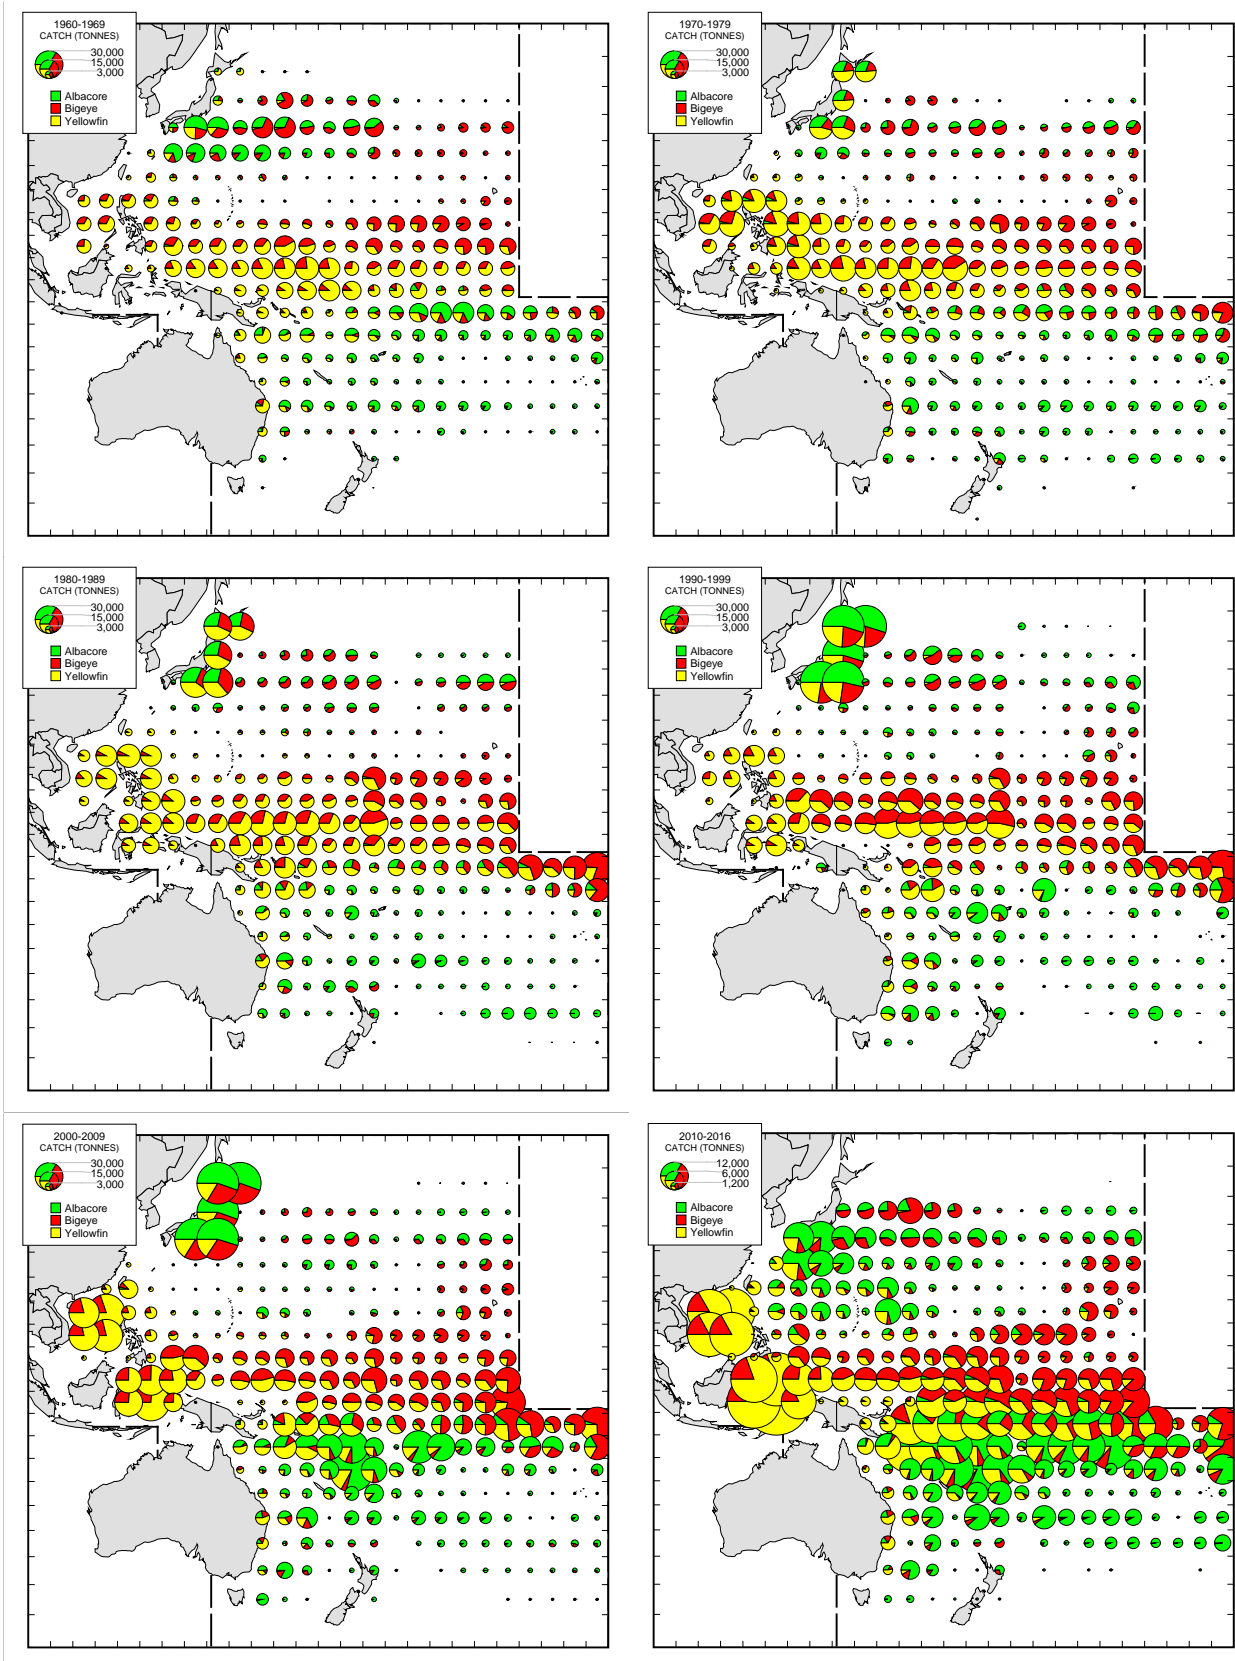 1960-1969
CATCH (TONNES)
30,000
15,000
3,000
Albacore
Bigeye
Yellowfin
1970-1979
CATCH (TONNES)
30,000
15,000
3,000
Albacore
Bigeye
Yellowfin
1980-1989
CATCH (TONNES)
30,000
15,000
3,000
Albacore
Bigeye
Yellowfin
1990-1999
CATCH (TONNES)
30,000
15,000
3,000
Albacore
Bigeye
Yellowfin
2000-2009
CATCH (TONNES)
30,000
15,000
3,000
Albacore
Bigeye
Yellowfin
2010-2016
CATCH (TONNES)
12,000
6,000
1,200
Albacore
Bigeye
Yellowfin